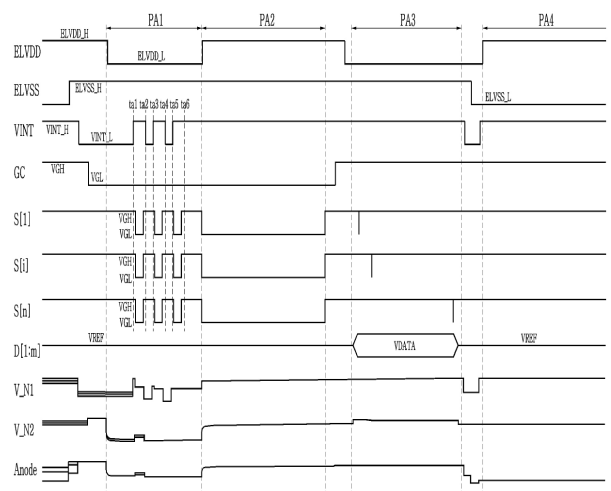 PA1 PA2 PA3 PA4
ELVDD ELVDD_H ELVDD_L
ELVSS ELVSS_H ELVSS_L
ta1 ta2 ta3 ta4 ta5 ta6
VINT VINT_H VINT_L
GC VGH VGL
S[1] VGH VGL
S[i] VGH VGL
S[n] VGH VGL
D[1:m] VREF VDATA VREF
V_N1
V_N2
Anode